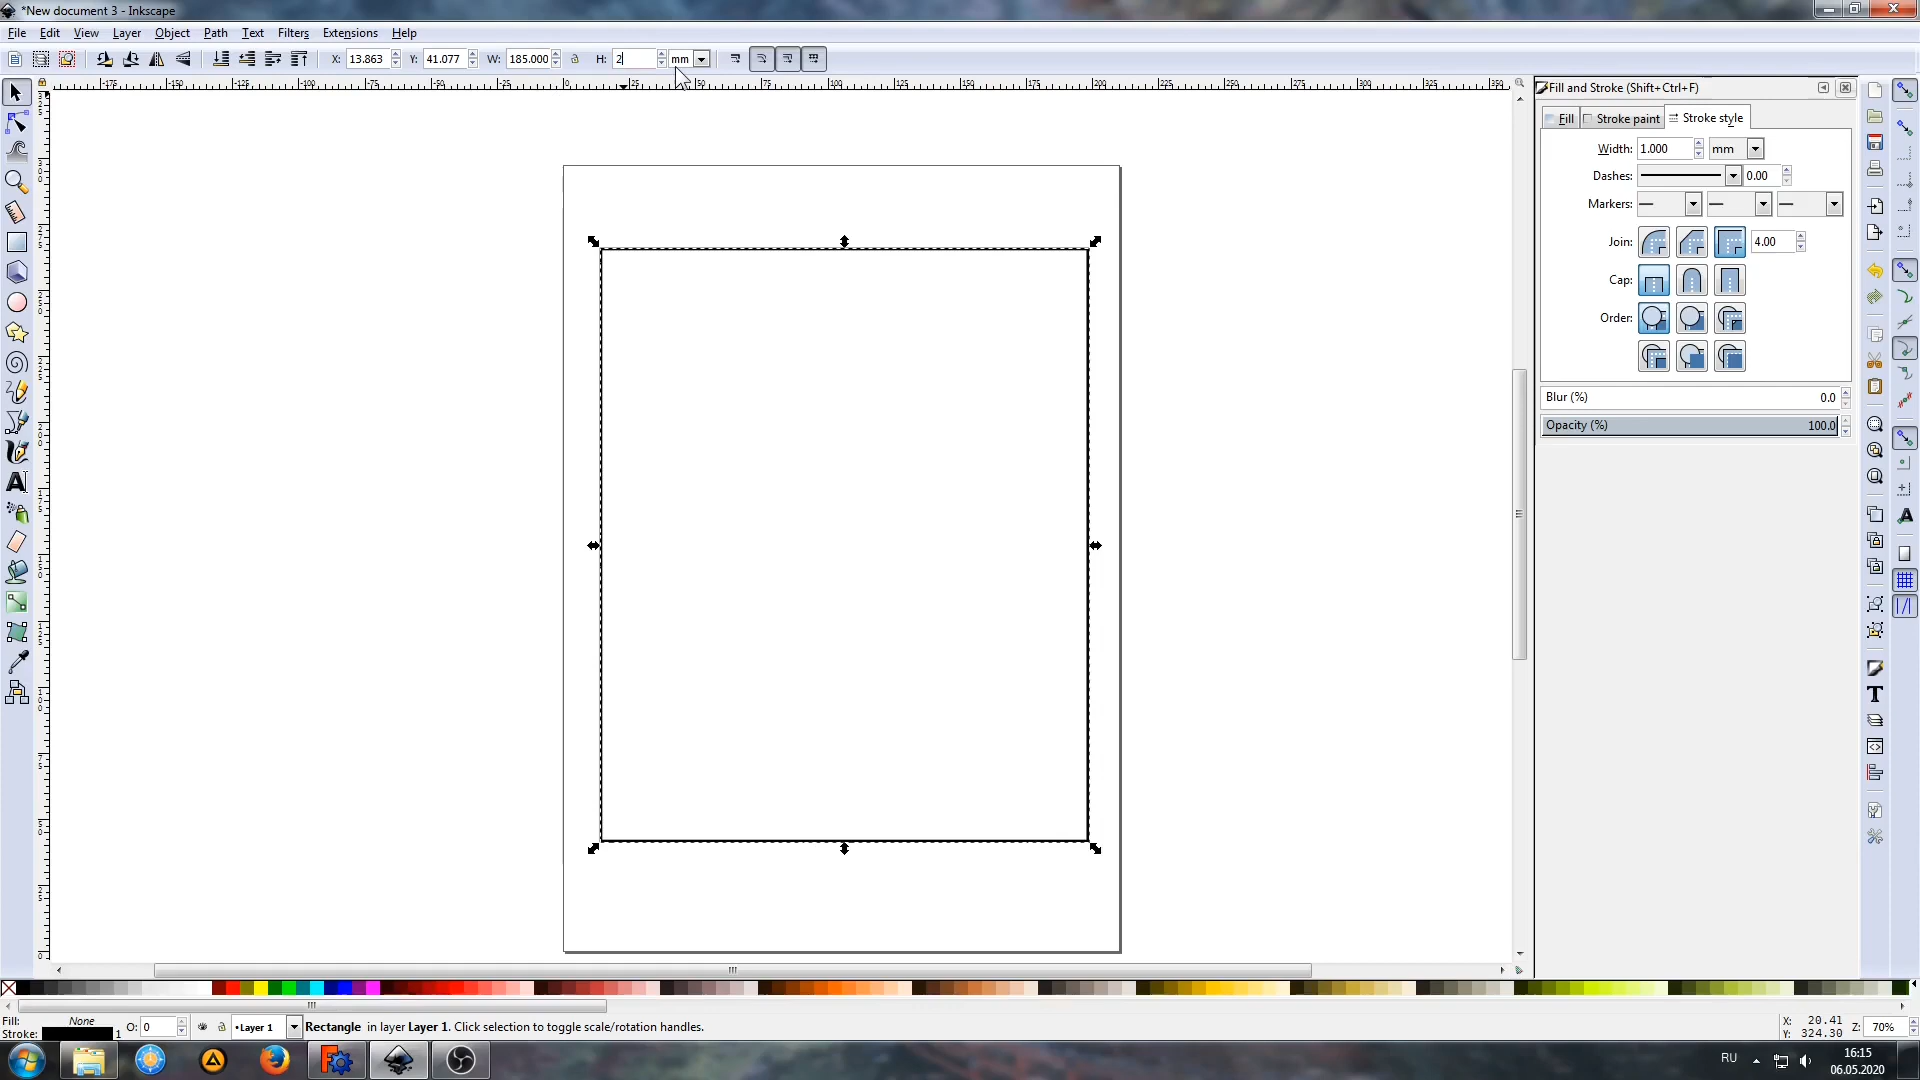 *New document 3 - Inkscape
File Edit View Layer Object Path Text Filters Extensions Help
X: 13.863 Y: 41.077 W: 185.000 H: 2 mm
Fill and Stroke (Shift+Ctrl+F)
Fill Stroke paint Stroke style
Width: 1.000 mm
Dashes: 0.00
Markers:
Join: 4.00
Cap:
Order:
Blur (%) 0.0
Opacity (%) 100.0
Fill: None
Stroke: 1
O: 0
•Layer 1
Rectangle in layer Layer 1. Click selection to toggle scale/rotation handles.
X: 20.41
Y: 324.30
Z: 70%
RU
16:15
06.05.2020